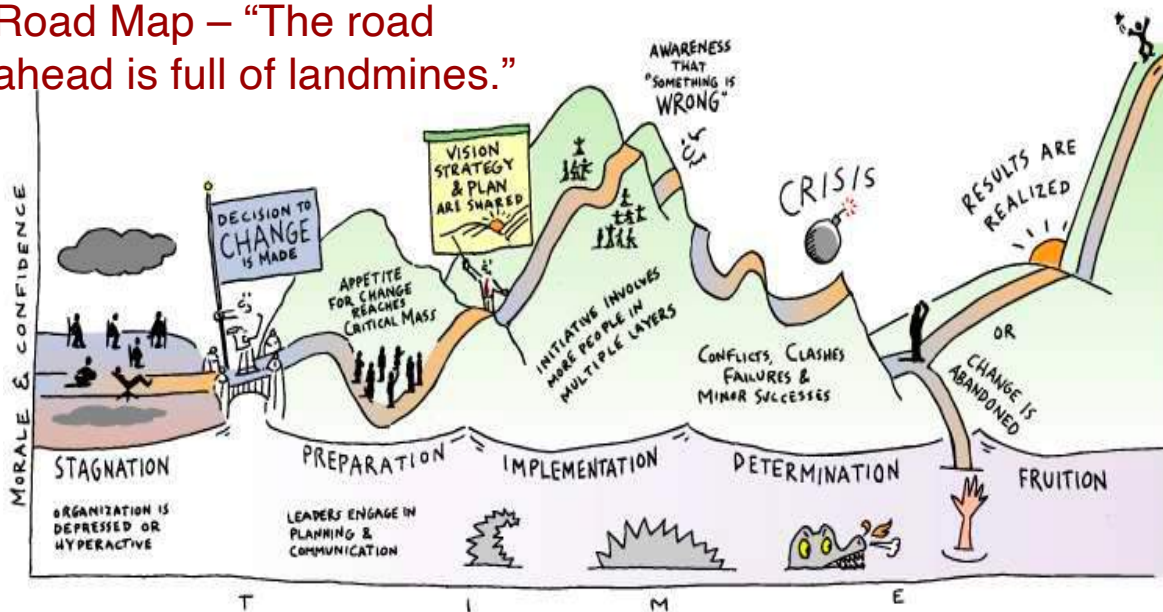 Road Map – “The road
ahead is full of landmines.”
AWARENESS
THAT
"SOMETHING IS
WRONG"
VISION
STRATEGY
& PLAN
ARE SHARED
DECISION TO
CHANGE
IS MADE
CRISIS
RESULTS ARE
REALIZED
APPETITE
FOR CHANGE
REACHES
CRITICAL MASS
INITIATIVE INVOLVES
MORE PEOPLE IN
MULTIPLE LAYERS
CONFLICTS, CLASHES
FAILURES &
MINOR SUCCESSES
OR
CHANGE IS
ABANDONED
MORALE & CONFIDENCE
STAGNATION
PREPARATION
IMPLEMENTATION
DETERMINATION
FRUITION
ORGANIZATION IS
DEPRESSED OR
HYPERACTIVE
LEADERS ENGAGE IN
PLANNING &
COMMUNICATION
T I M E